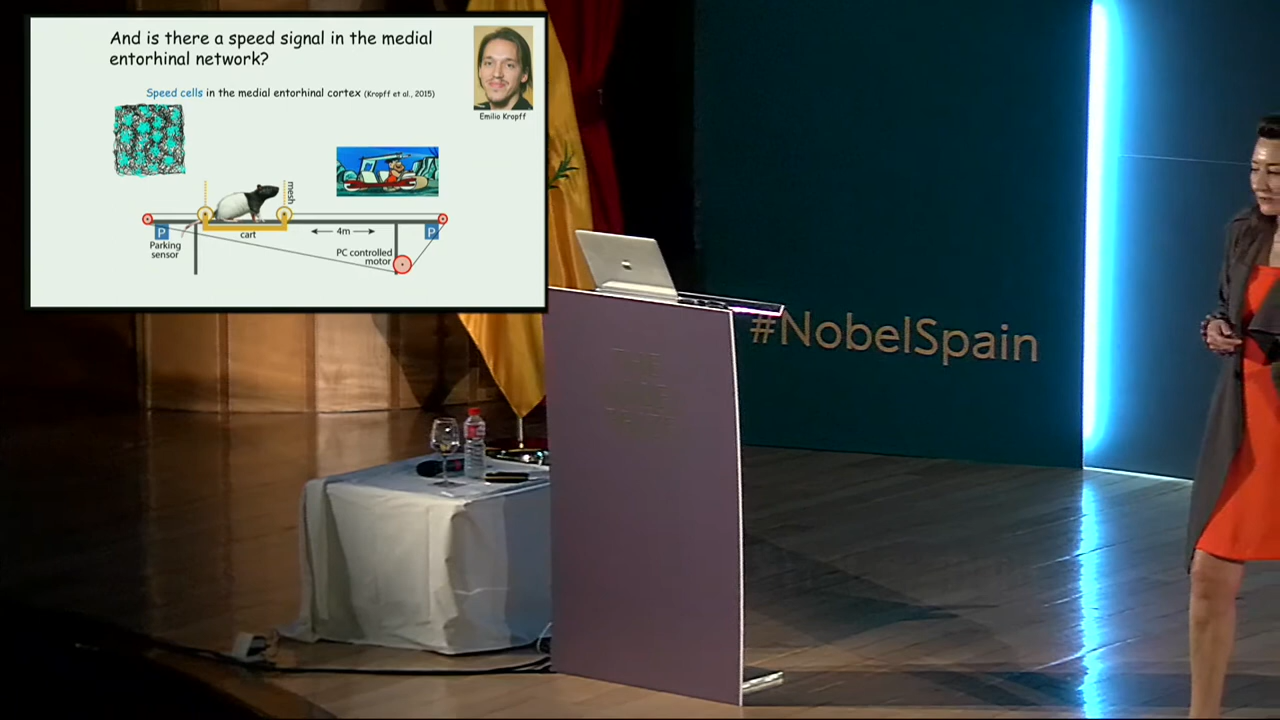 And is there a speed signal in the medial
entorhinal network?
Speed cells in the medial entorhinal cortex (Kropff et al., 2015)
Emilio Kropff
mesh
P
cart
4m
P
Parking
sensor
PC controlled
motor
#NobelSpain